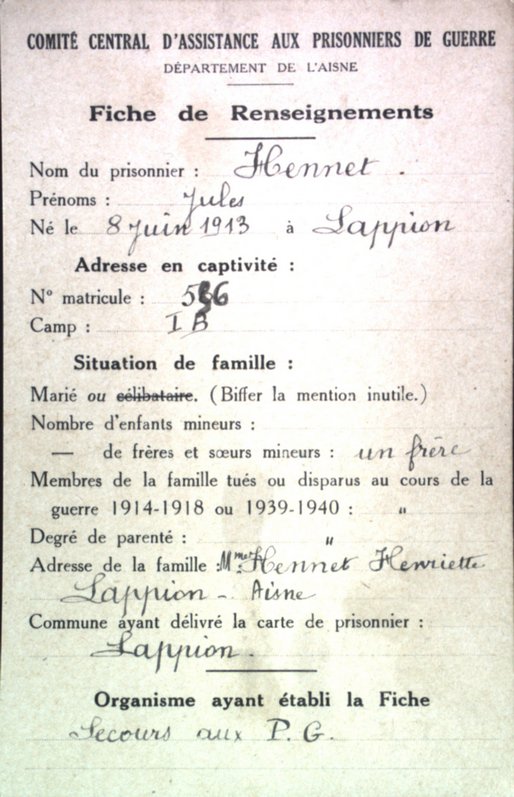 COMITÉ CENTRAL D'ASSISTANCE AUX PRISONNIERS DE GUERRE
DÉPARTEMENT DE L'AISNE
Fiche de Renseignements
Nom du prisonnier : Hennet.
Prénoms : Jules
Né le 8 Juin 1913 à Lappion
Adresse en captivité :
N° matricule :
Camp : I B
Situation de famille :
Marié ou célibataire. (Biffer la mention inutile.)
Nombre d'enfants mineurs :
— de frères et sœurs mineurs : un frère
Membres de la famille tués ou disparus au cours de la
guerre 1914-1918 ou 1939-1940 : "
Degré de parenté : "
Adresse de la famille : Mme Hennet Henriette
Lappion - Aisne
Commune ayant délivré la carte de prisonnier :
Lappion.
Organisme ayant établi la Fiche
Secours aux P. G.